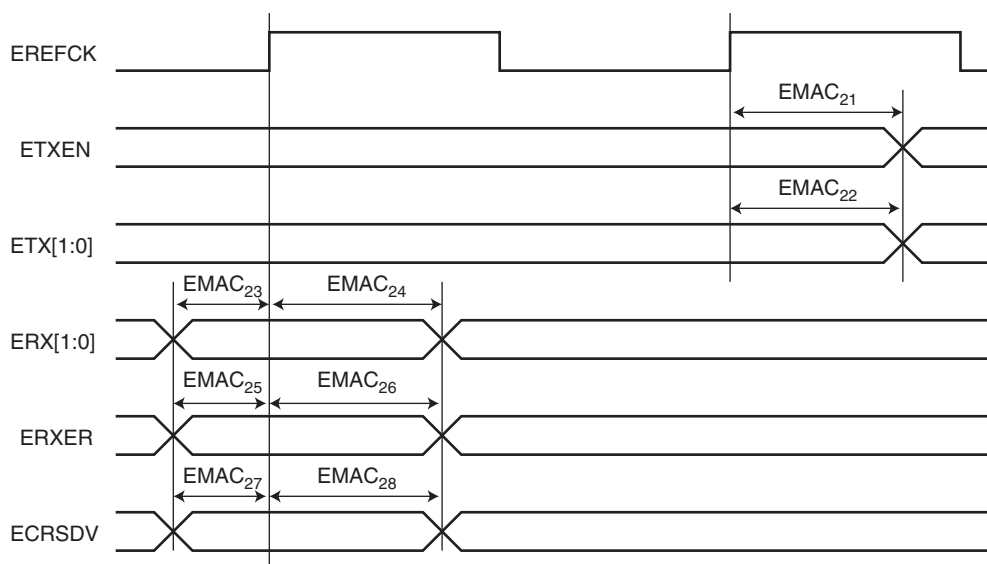 EREFCK
EMAC21
ETXEN
EMAC22
ETX[1:0]
EMAC23 EMAC24
ERX[1:0]
EMAC25 EMAC26
ERXER
EMAC27 EMAC28
ECRSDV